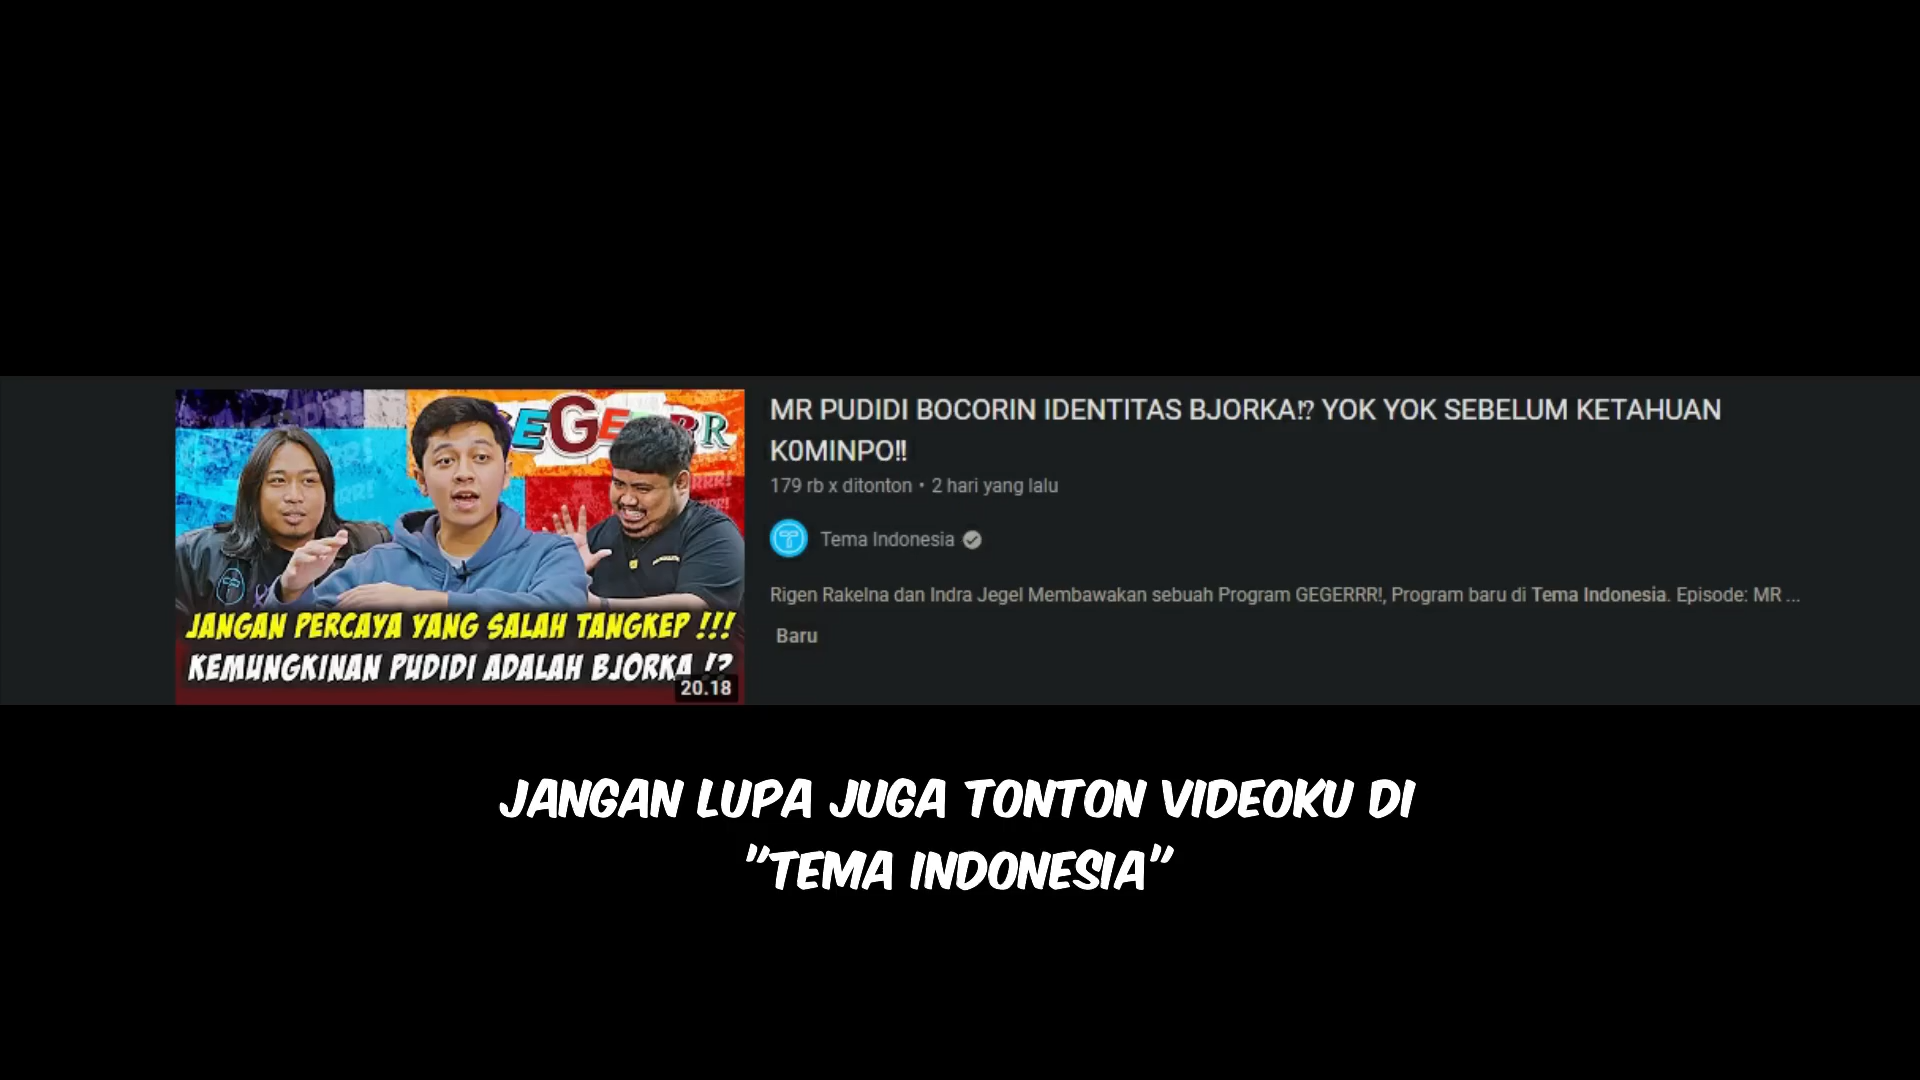 GEGERRR
JANGAN PERCAYA YANG SALAH TANGKEP !!!
KEMUNGKINAN PUDIDI ADALAH BJORKA !?
20.18
MR PUDIDI BOCORIN IDENTITAS BJORKA⁉ YOK YOK SEBELUM KETAHUAN
K0MINPO‼
179 rb x ditonton • 2 hari yang lalu
Tema Indonesia
Rigen Rakelna dan Indra Jegel Membawakan sebuah Program GEGERRR!, Program baru di Tema Indonesia. Episode: MR ...
Baru
JANGAN LUPA JUGA TONTON VIDEOKU DI
"TEMA INDONESIA"